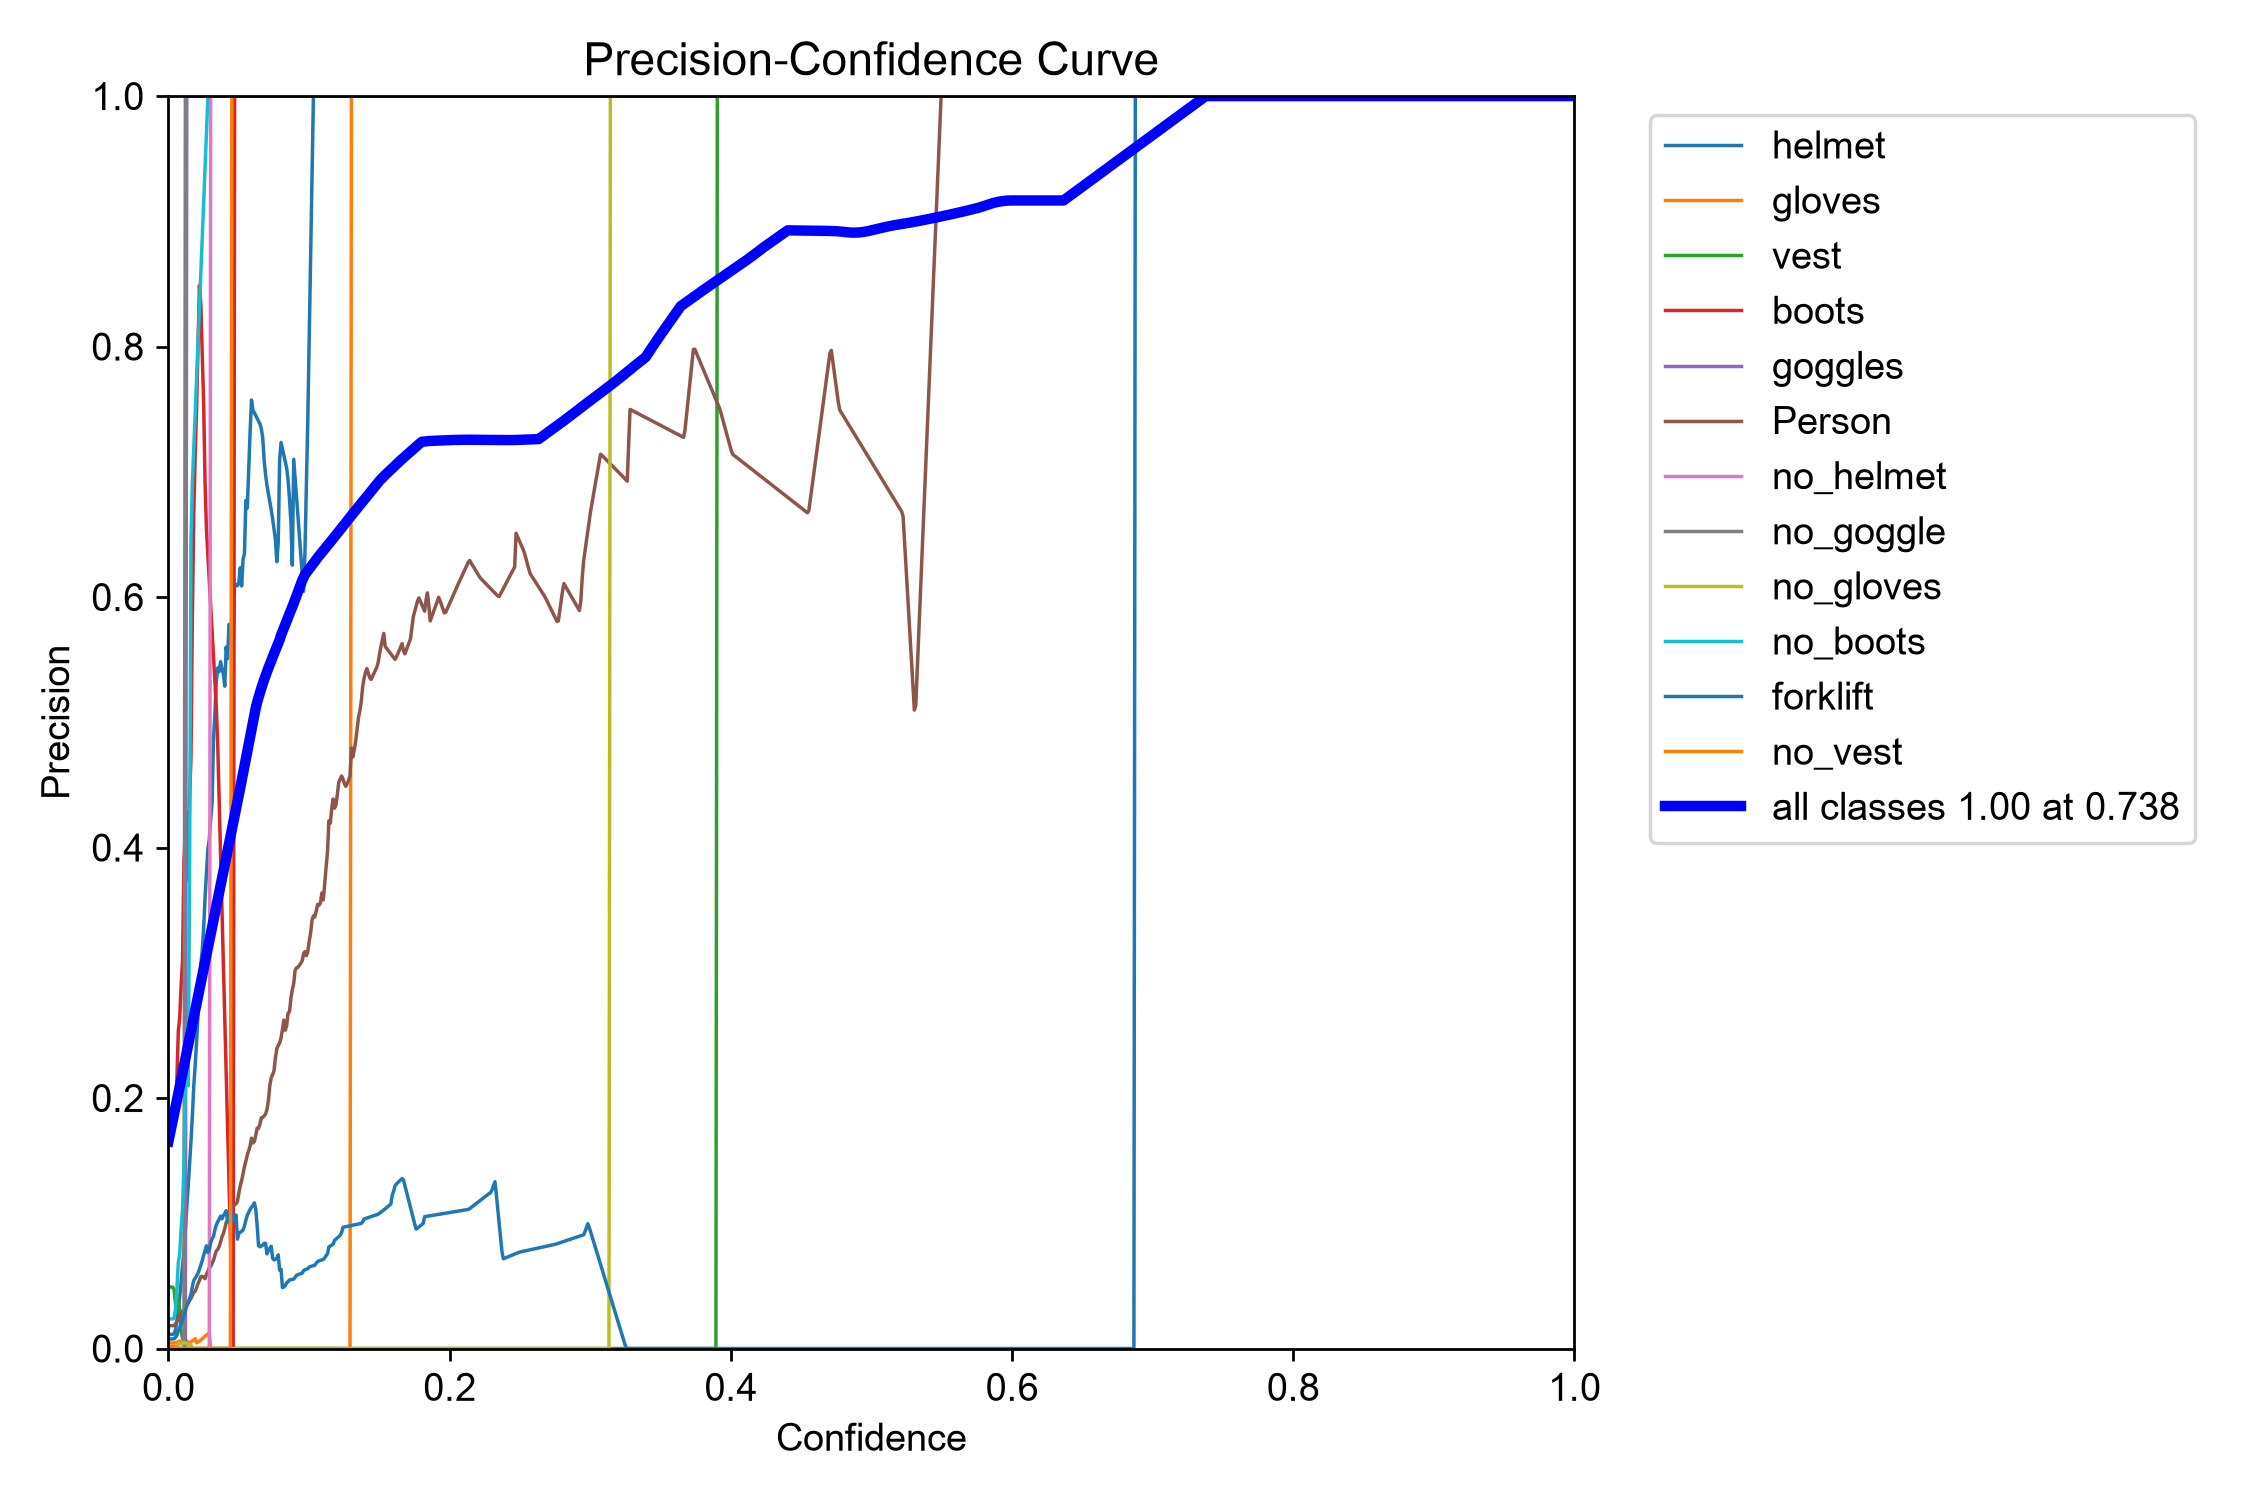 Precision-Confidence Curve
1.0
0.8
0.6
0.4
0.2
0.0
Precision
0.0 0.2 0.4 0.6 0.8 1.0
Confidence
helmet
gloves
vest
boots
goggles
Person
no_helmet
no_goggle
no_gloves
no_boots
forklift
no_vest
all classes 1.00 at 0.738